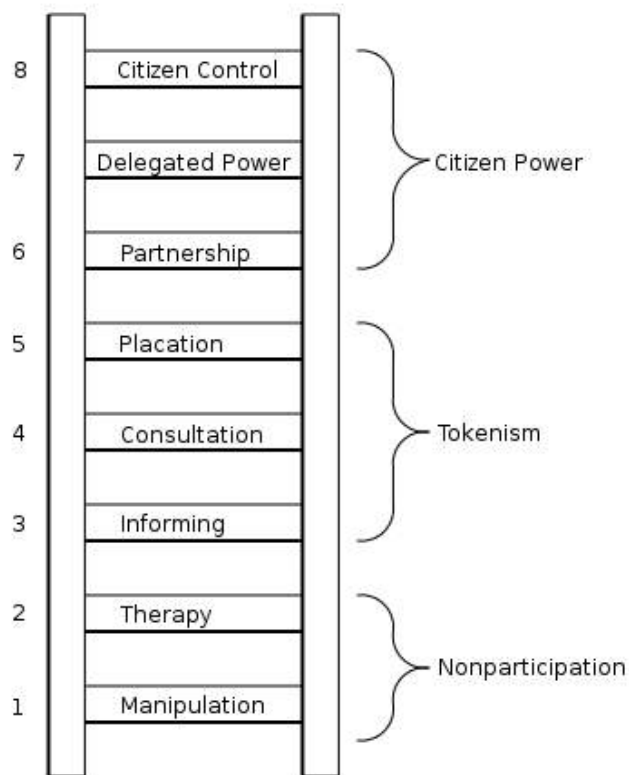 8 Citizen Control
7 Delegated Power
Citizen Power
6 Partnership
5 Placation
4 Consultation
Tokenism
3 Informing
2 Therapy
Nonparticipation
1 Manipulation